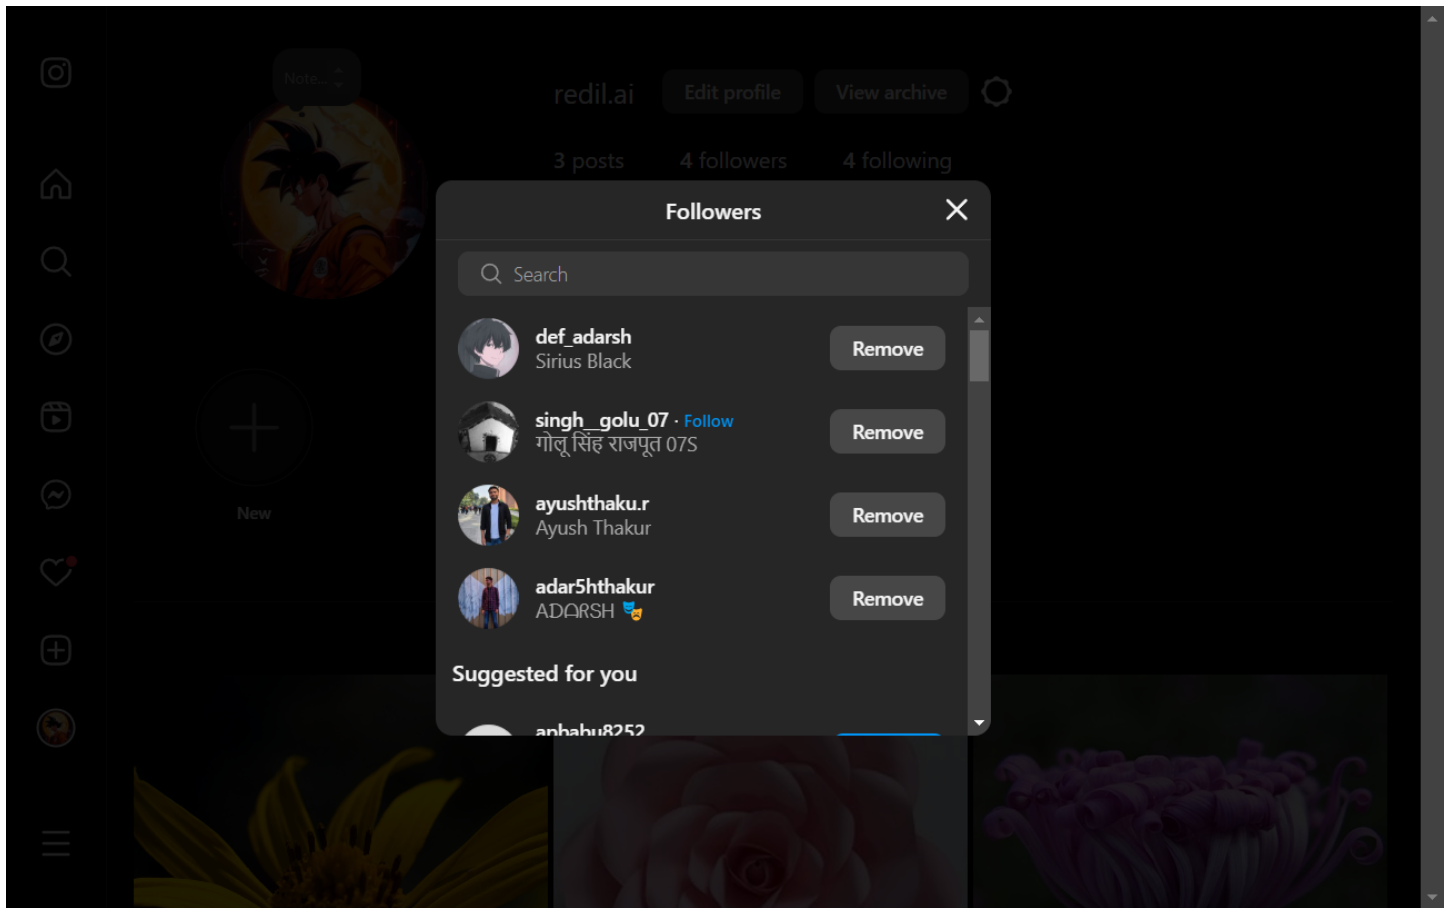 Note...
redil.ai
Edit profile
View archive
3 posts
4 followers
4 following
Followers
Search
def_adarsh
Sirius Black
Remove
singh__golu_07 · Follow
गोलू सिंह राजपूत 07S
Remove
ayushthaku.r
Ayush Thakur
Remove
adar5hthakur
ADARSH 🎭
Remove
New
Suggested for you